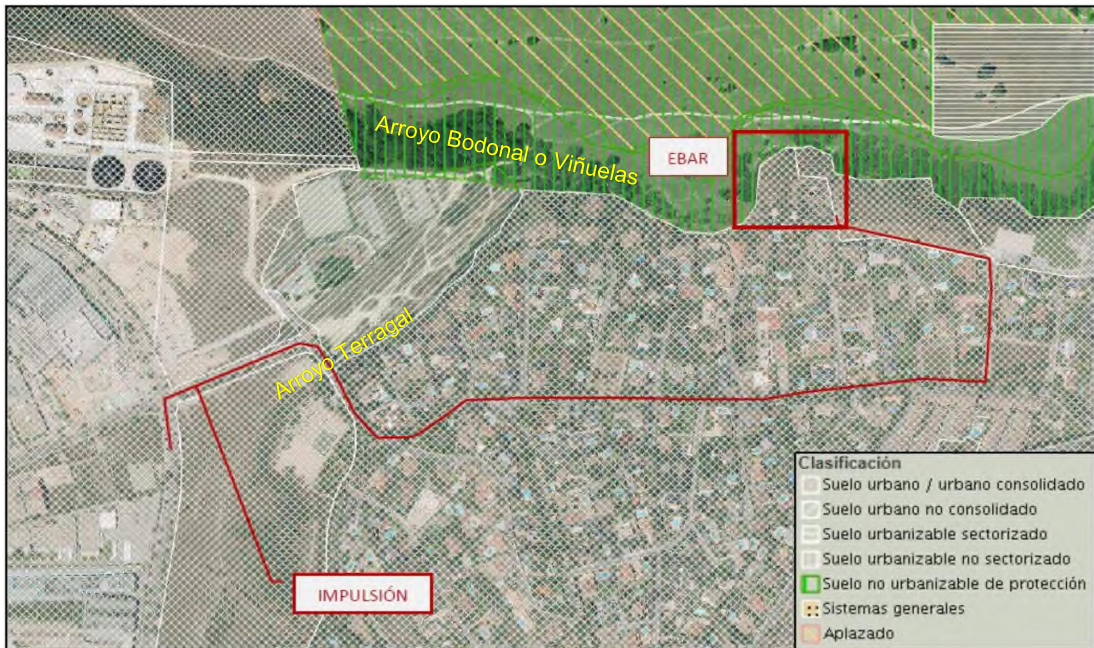 Arroyo Bodonal o Viñuelas
EBAR
Arroyo Terragal
IMPULSIÓN
Clasificación
Suelo urbano / urbano consolidado
Suelo urbano no consolidado
Suelo urbanizable sectorizado
Suelo urbanizable no sectorizado
Suelo no urbanizable de protección
Sistemas generales
Aplazado